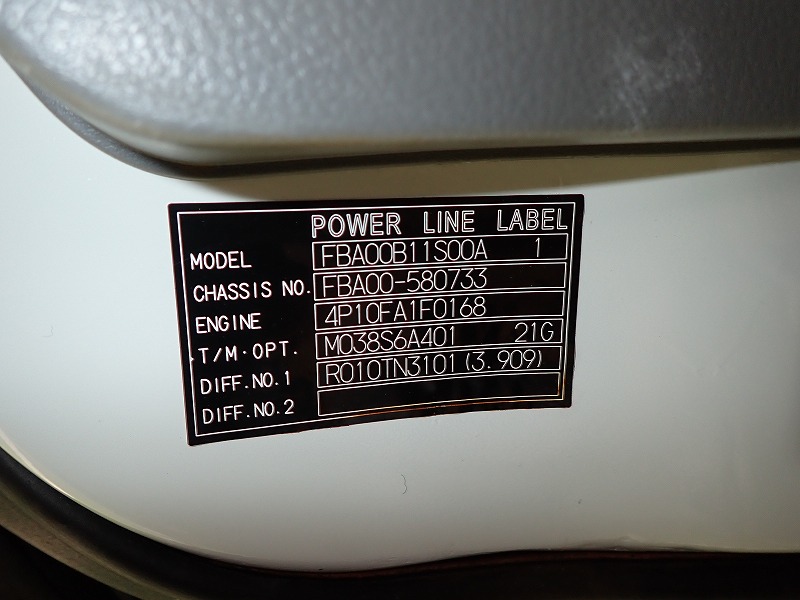 POWER LINE LABEL
MODEL FBA00B11S00A 1
CHASSIS NO. FBA00-580733
ENGINE 4P10FA1F0168
T/M·OPT. M038S6A401 21G
DIFF.NO.1 R010TN3101(3.909)
DIFF.NO.2